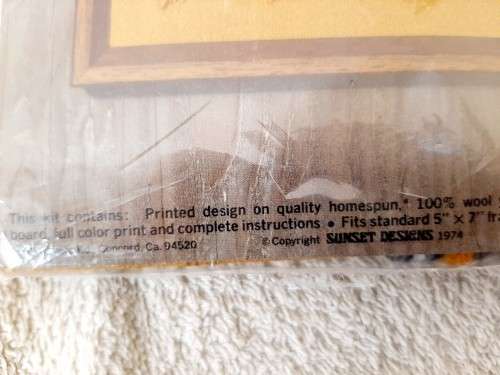 This kit contains: Printed design on quality homespun,* 100% wool
board, full color print and complete instructions • Fits standard 5" x 7"
Concord, Ca. 94520 © Copyright SUNSET DESIGNS 1974